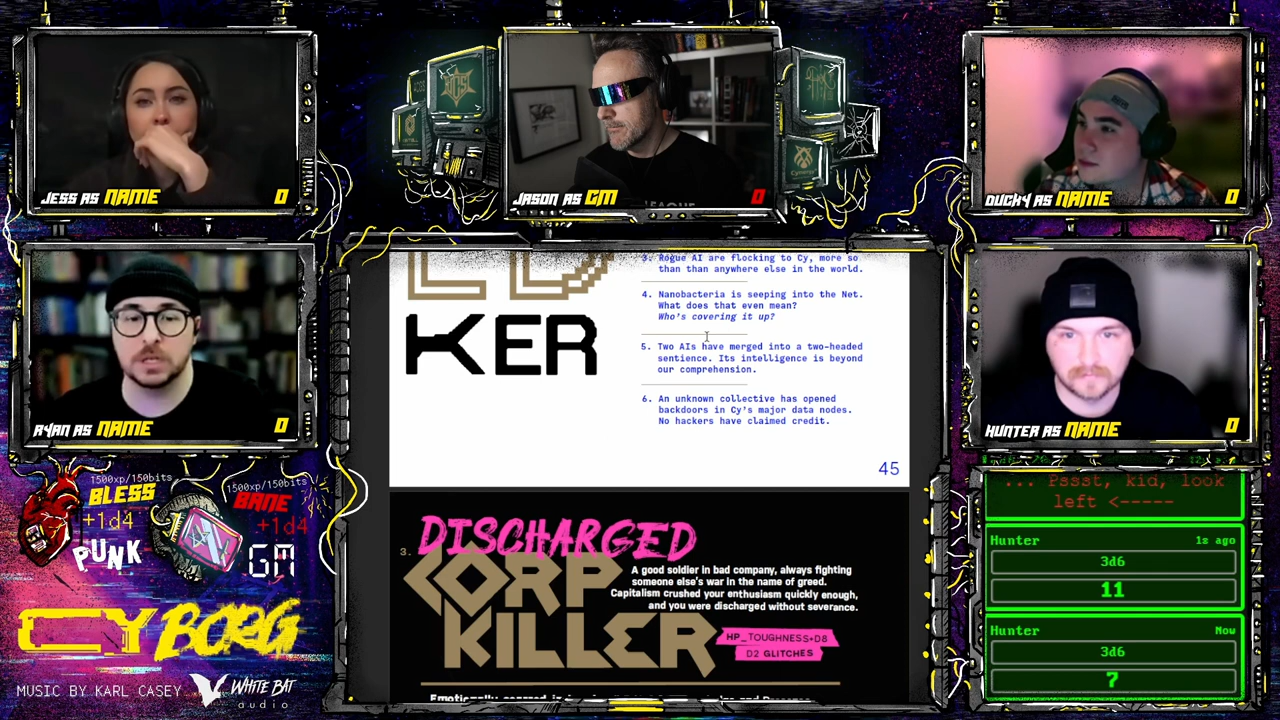 JESS AS NAME 0
JASON AS GM 0
DUCKY AS NAME 0
RYAN AS NAME 0
HUNTER AS NAME 0
KER
3. Rogue AI are flocking to Cy, more so
than than anywhere else in the world.
4. Nanobacteria is seeping into the Net.
What does that even mean?
Who's covering it up?
5. Two AIs have merged into a two-headed
sentience. Its intelligence is beyond
our comprehension.
6. An unknown collective has opened
backdoors in Cy's major data nodes.
No hackers have claimed credit.
45
3. DISCHARGED
CORP
KILLER
A good soldier in bad company, always fighting
someone else's war in the name of greed.
Capitalism crushed your enthusiasm quickly enough,
and you were discharged without severance.
HP_TOUGHNESS+D8
D2 GLITCHES
1500xp/150bits
BLESS
+1d4
PUNK
1500xp/150bits
BANE
+1d4
GM
CY BORG
MUSIC BY KARL CASEY
WHITE BAT
audio
... Pssst, kid, look
left <-----
Hunter 1s ago
3d6
11
Hunter Now
3d6
7